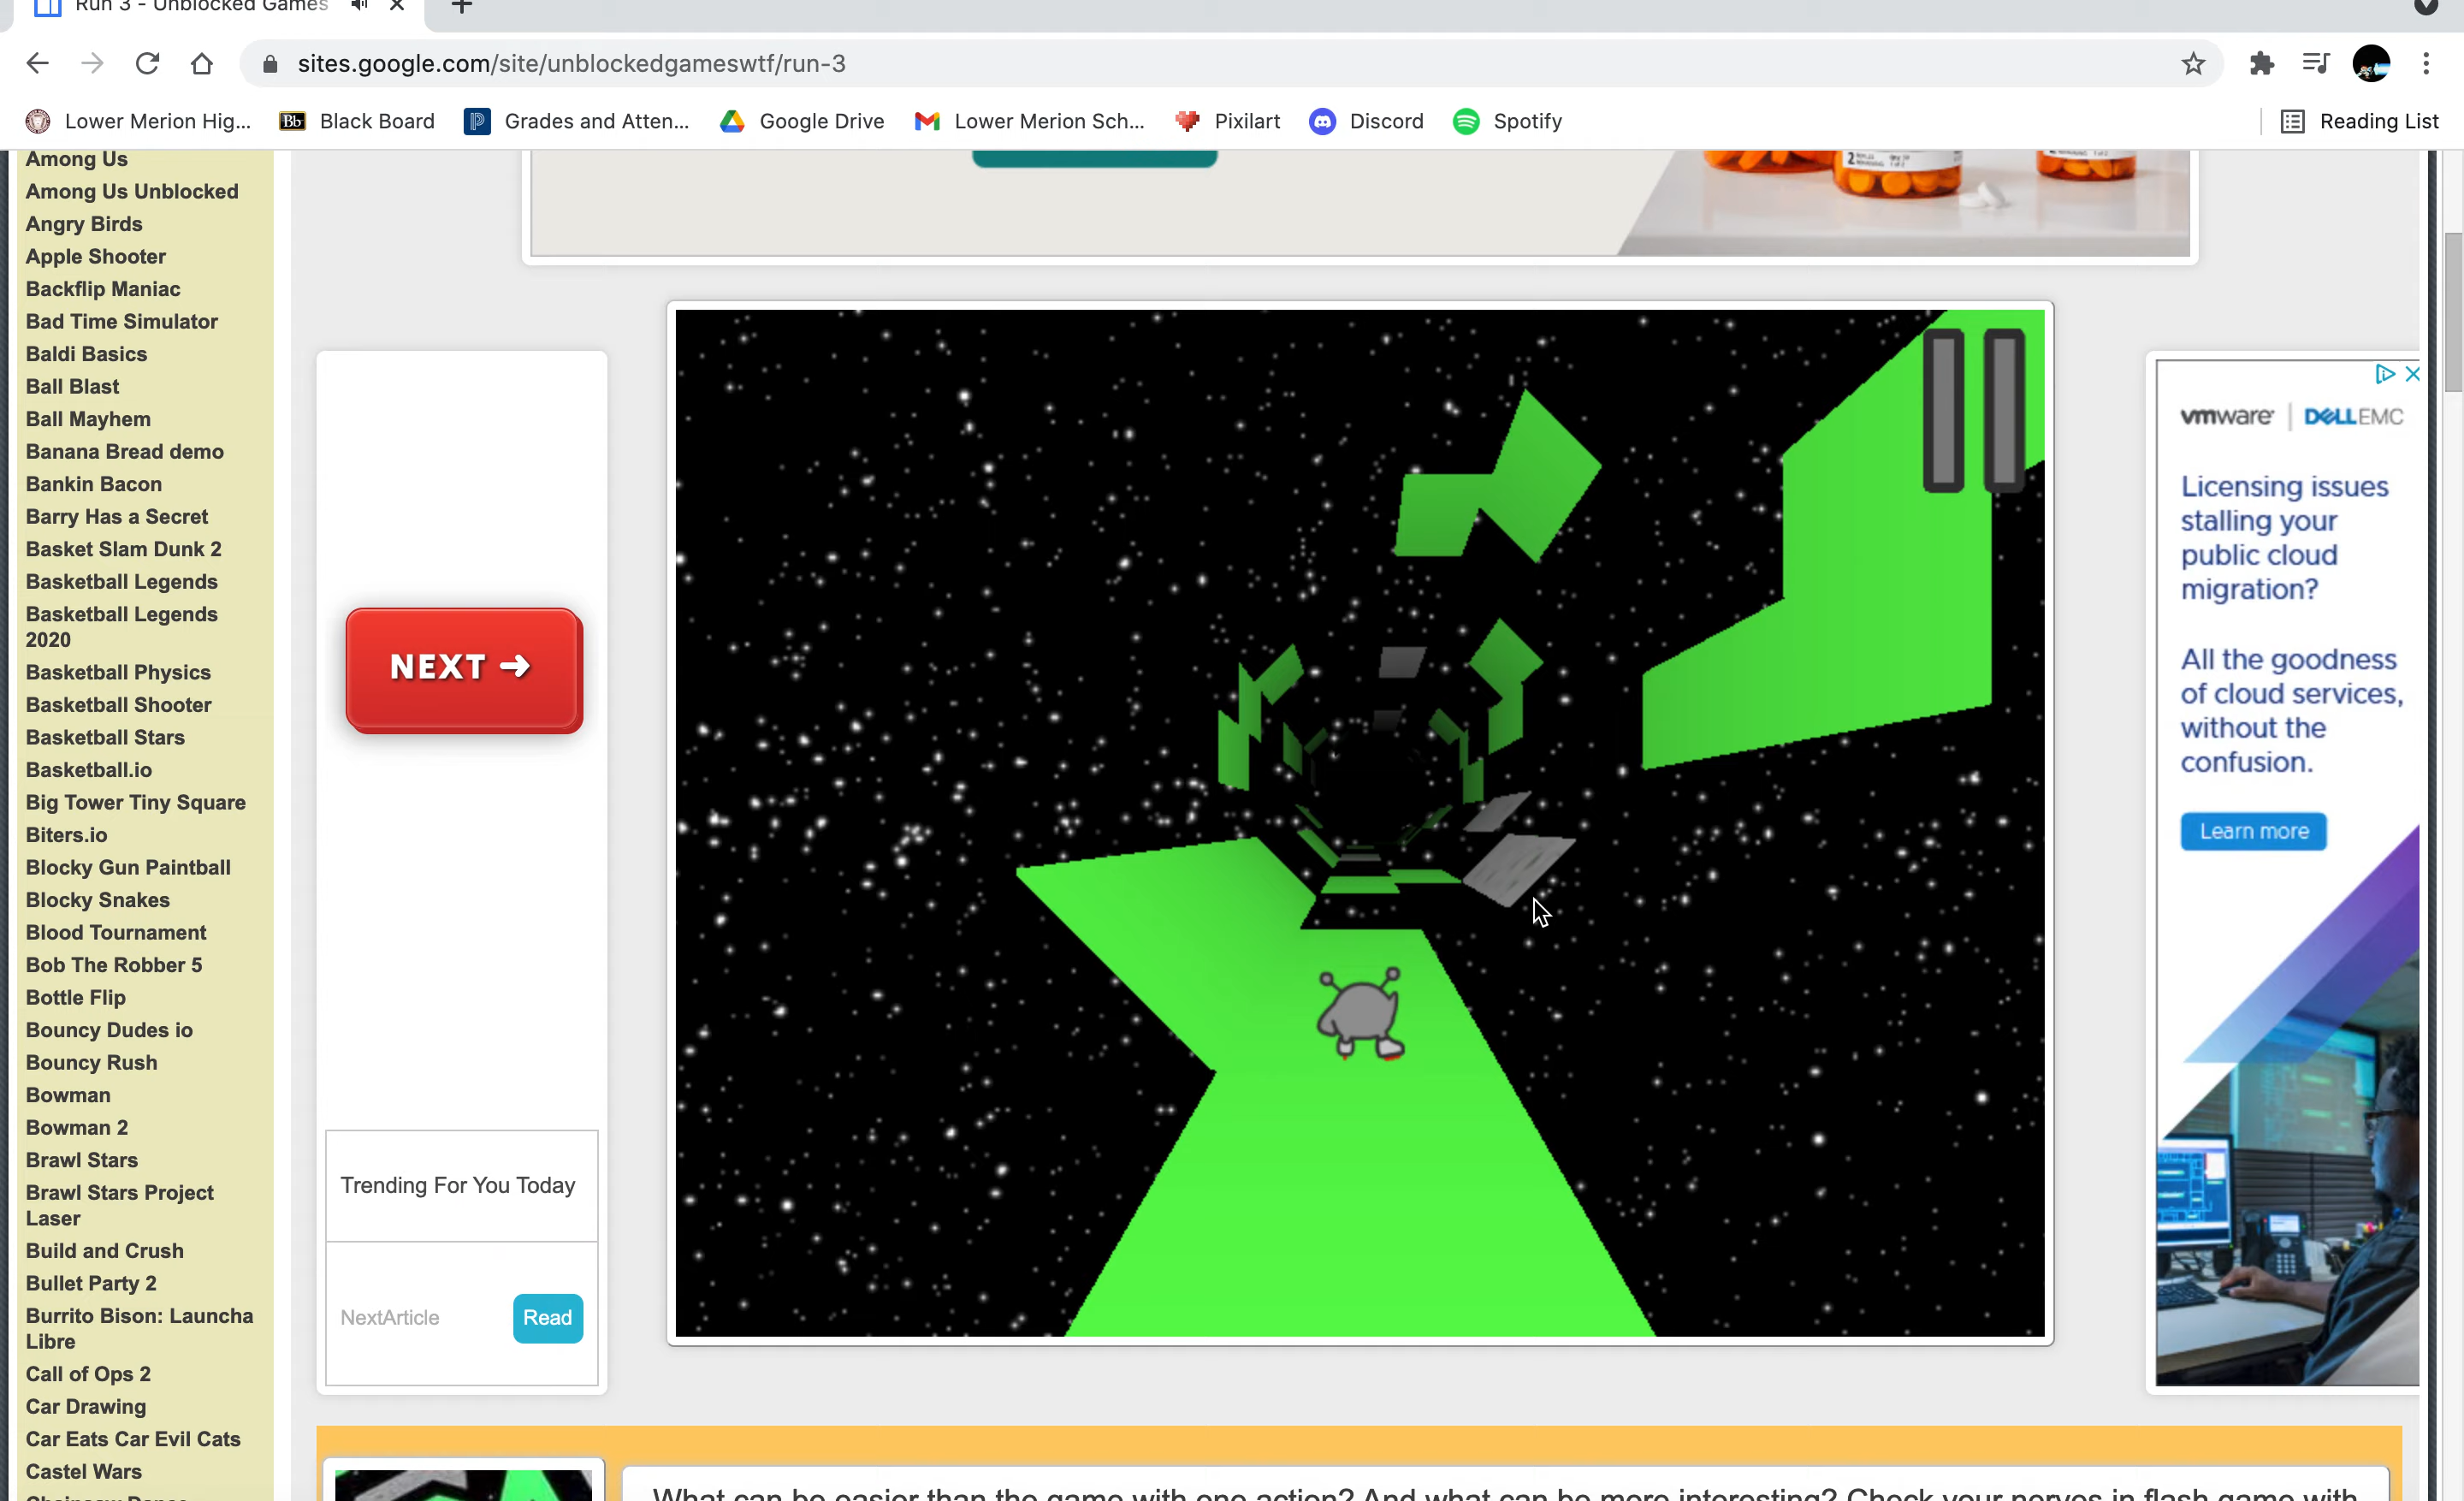 Run 3 - Unblocked Games
sites.google.com/site/unblockedgameswtf/run-3
Lower Merion Hig...
Bb
Black Board
Grades and Atten...
Google Drive
Lower Merion Sch...
Pixilart
Discord
Spotify
Reading List
Among Us
Among Us Unblocked
Angry Birds
Apple Shooter
Backflip Maniac
Bad Time Simulator
Baldi Basics
Ball Blast
Ball Mayhem
Banana Bread demo
Bankin Bacon
Barry Has a Secret
Basket Slam Dunk 2
Basketball Legends
Basketball Legends
2020
Basketball Physics
Basketball Shooter
Basketball Stars
Basketball.io
Big Tower Tiny Square
Biters.io
Blocky Gun Paintball
Blocky Snakes
Blood Tournament
Bob The Robber 5
Bottle Flip
Bouncy Dudes io
Bouncy Rush
Bowman
Bowman 2
Brawl Stars
Brawl Stars Project
Laser
Build and Crush
Bullet Party 2
Burrito Bison: Launcha
Libre
Call of Ops 2
Car Drawing
Car Eats Car Evil Cats
Castel Wars
NEXT →
Trending For You Today
NextArticle
Read
vmware | DELLEMC
Licensing issues
stalling your
public cloud
migration?
All the goodness
of cloud services,
without the
confusion.
Learn more
What can be easier than the game with one action? And what can be more interesting? Check your nerves in flash game with